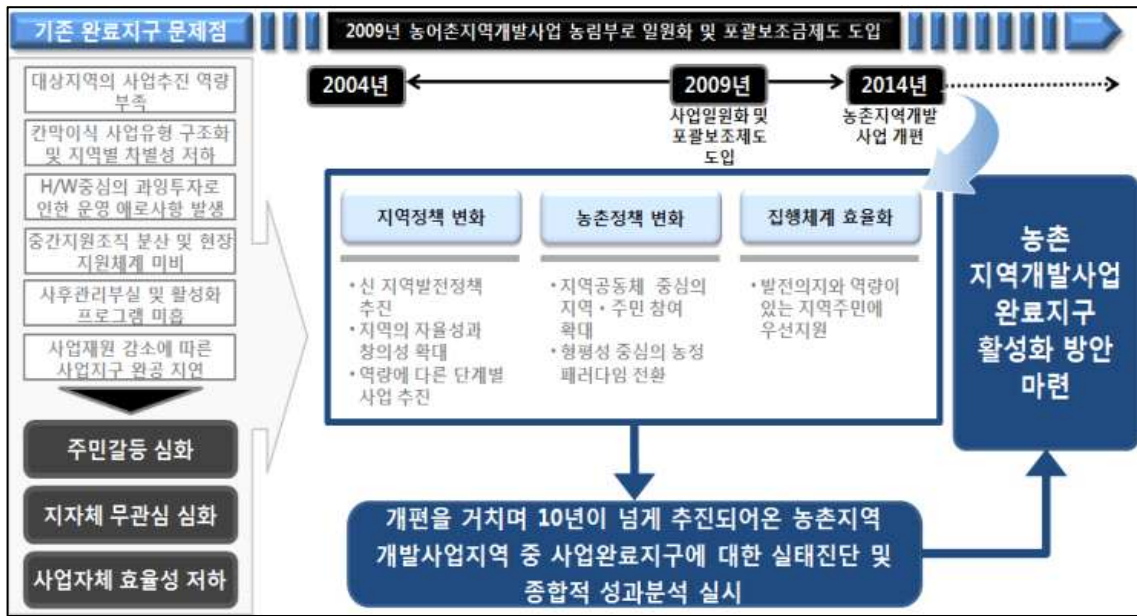 기존 완료지구 문제점
2009년 농어촌지역개발사업 농림부로 일원화 및 포괄보조금제도 도입
대상지역의 사업추진 역량
부족
칸막이식 사업유형 구조화
및 지역별 차별성 저하
H/W중심의 과잉투자로
인한 운영 애로사항 발생
중간지원조직 분산 및 현장
지원체계 미비
사후관리부실 및 활성화
프로그램 미흡
사업재원 감소에 따른
사업지구 완공 지연
주민갈등 심화
지자체 무관심 심화
사업자체 효율성 저하
2004년
2009년
사업일원화 및
포괄보조제도
도입
2014년
농촌지역개발
사업 개편
지역정책 변화
• 신 지역발전정책
추진
• 지역의 자율성과
창의성 확대
• 역량에 다른 단계별
사업 추진
농촌정책 변화
• 지역공동체 중심의
지역·주민 참여
확대
• 형평성 중심의 농정
패러다임 전환
집행체계 효율화
• 발전의지와 역량이
있는 지역주민에
우선지원
개편을 거치며 10년이 넘게 추진되어온 농촌지역
개발사업지역 중 사업완료지구에 대한 실태진단 및
종합적 성과분석 실시
농촌
지역개발사업
완료지구
활성화 방안
마련